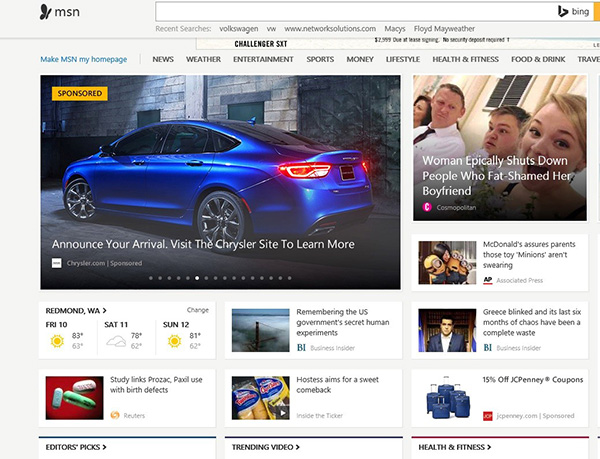 msn
bing
Recent Searches: volkswagen vw www.networksolutions.com Macys Floyd Mayweather
CHALLENGER SXT
$2,999 Due at lease signing. No security deposit required
LE
Make MSN my homepage
NEWS WEATHER ENTERTAINMENT SPORTS MONEY LIFESTYLE HEALTH & FITNESS FOOD & DRINK TRAVE
SPONSORED
Announce Your Arrival. Visit The Chrysler Site To Learn More
Chrysler.com | Sponsored
Woman Epically Shuts Down
People Who Fat-Shamed Her
Boyfriend
Cosmopolitan
McDonald's assures parents
those toy 'Minions' aren't
swearing
AP Associated Press
REDMOND, WA > Change
FRI 10 SAT 11 SUN 12
83° 78° 81°
63° 62° 62°
Remembering the US
government's secret human
experiments
BI Business Insider
Greece blinked and its last six
months of chaos have been a
complete waste
BI Business Insider
Study links Prozac, Paxil use
with birth defects
Reuters
Hostess aims for a sweet
comeback
Inside the Ticker
15% Off JCPenney ® Coupons
JCP jcpenney.com | Sponsored
EDITORS' PICKS >
TRENDING VIDEO >
HEALTH & FITNESS >